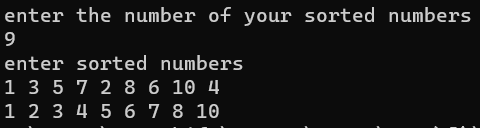 enter the number of your sorted numbers
9
enter sorted numbers
1 3 5 7 2 8 6 10 4
1 2 3 4 5 6 7 8 10